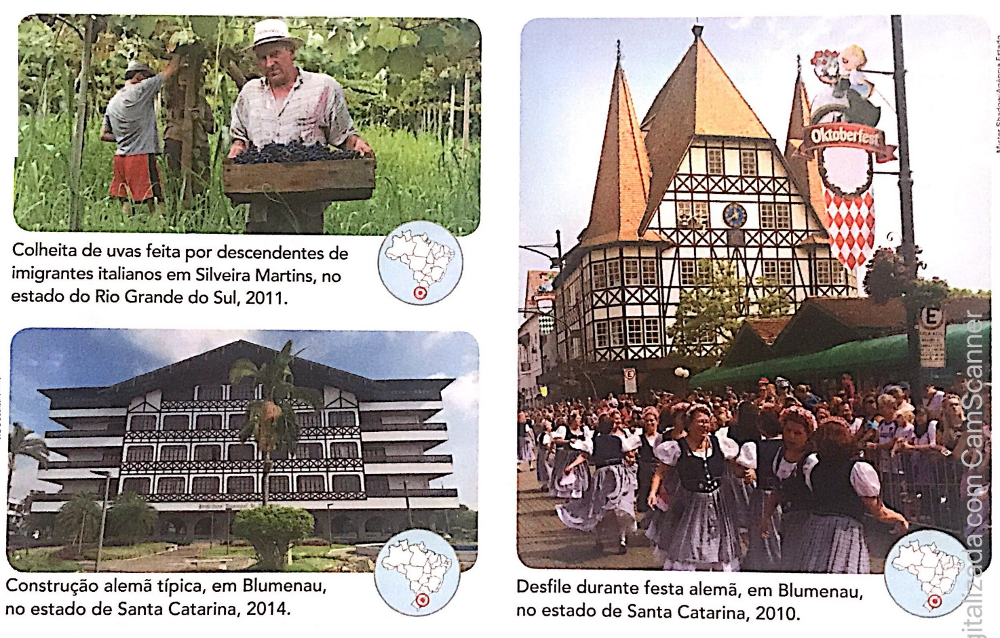 Colheita de uvas feita por descendentes de
imigrantes italianos em Silveira Martins, no
estado do Rio Grande do Sul, 2011.
Construção alemã típica, em Blumenau,
no estado de Santa Catarina, 2014.
Oktoberfest
E
E
Desfile durante festa alemã, em Blumenau,
no estado de Santa Catarina, 2010.
Mister Shadow/Agência Estado
gitalizada com CamScanner